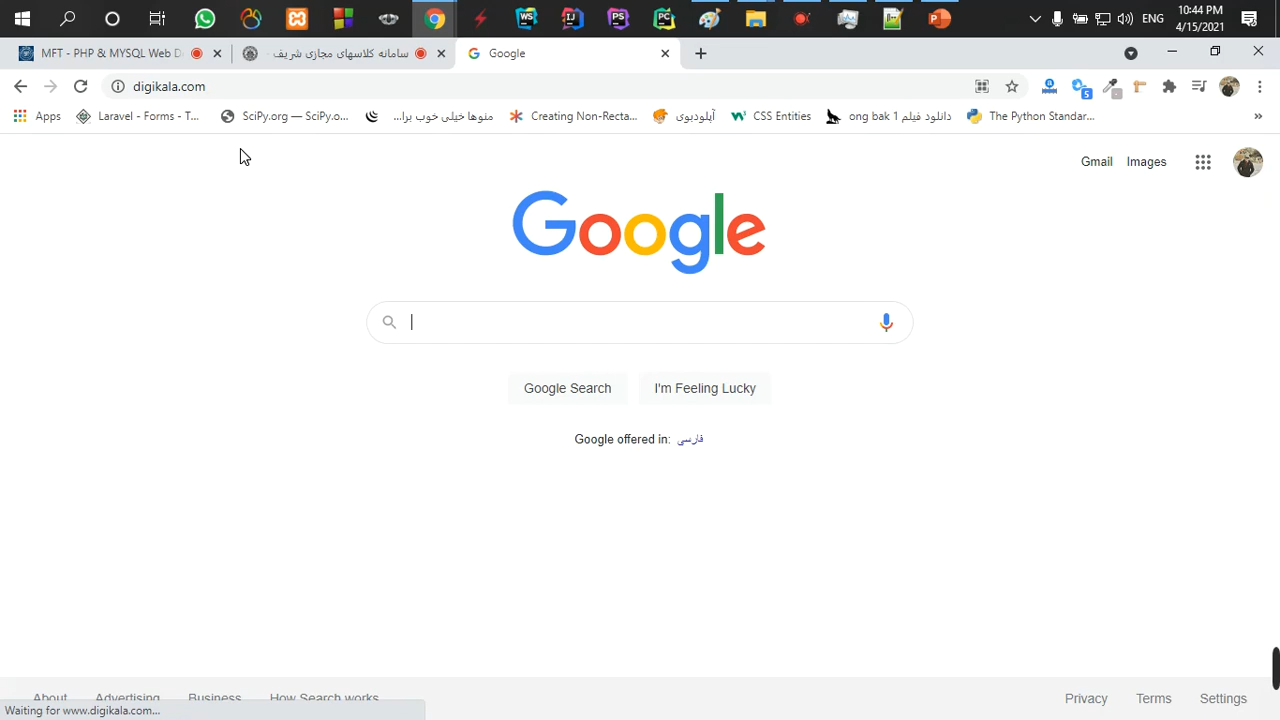 10:44 PM
ENG
4/15/2021
MFT - PHP & MYSQL Web D
سامانه کلاسهای مجازی شریف -
Google
digikala.com
5
Apps
Laravel - Forms - T...
SciPy.org — SciPy.o...
منوها خیلی خوب برا...
Creating Non-Recta...
آپلودبوی
CSS Entities
دانلود فیلم ong bak 1
The Python Standar...
Gmail
Images
Google
Google Search
I'm Feeling Lucky
Google offered in: فارسی
About
Advertising
Business
How Search works
Privacy
Terms
Settings
Waiting for www.digikala.com...